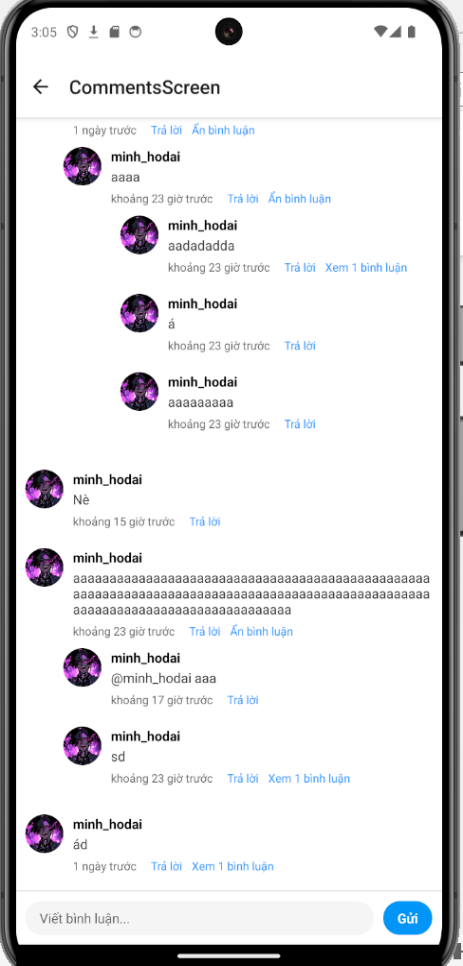 3:05
CommentsScreen
1 ngày trước Trả lời Ẩn bình luận
minh_hodai
aaaa
khoảng 23 giờ trước Trả lời Ẩn bình luận
minh_hodai
aadadadda
khoảng 23 giờ trước Trả lời Xem 1 bình luận
minh_hodai
á
khoảng 23 giờ trước Trả lời
minh_hodai
aaaaaaaaa
khoảng 23 giờ trước Trả lời
minh_hodai
Nè
khoảng 15 giờ trước Trả lời
minh_hodai
aaaaaaaaaaaaaaaaaaaaaaaaaaaaaaaaaaaaaaaaaaaaaaaaa
aaaaaaaaaaaaaaaaaaaaaaaaaaaaaaaaaaaaaaaaaaaaaaaaa
aaaaaaaaaaaaaaaaaaaaaaaaaaaaaa
khoảng 23 giờ trước Trả lời Ẩn bình luận
minh_hodai
@minh_hodai aaa
khoảng 17 giờ trước Trả lời
minh_hodai
sd
khoảng 23 giờ trước Trả lời Xem 1 bình luận
minh_hodai
ád
1 ngày trước Trả lời Xem 1 bình luận
Viết bình luận... Gửi